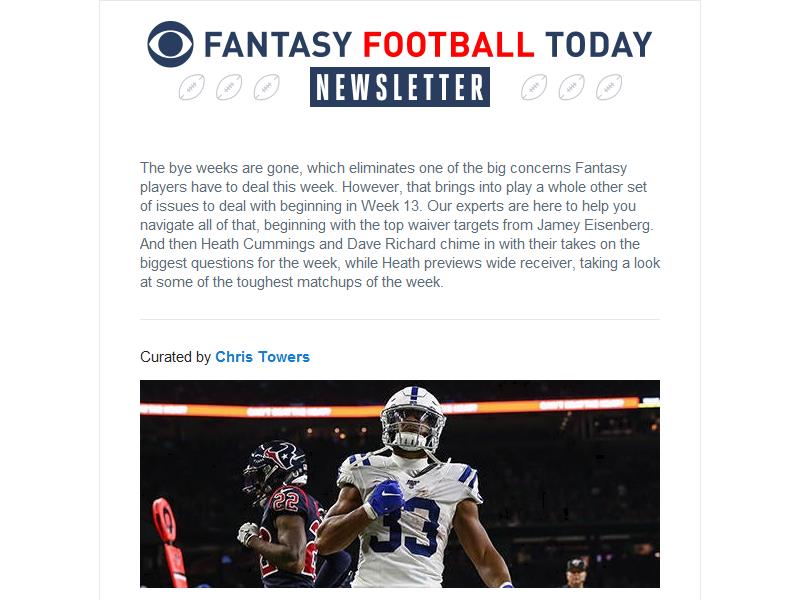 FANTASY FOOTBALL TODAY
NEWSLETTER
The bye weeks are gone, which eliminates one of the big concerns Fantasy
players have to deal this week. However, that brings into play a whole other set
of issues to deal with beginning in Week 13. Our experts are here to help you
navigate all of that, beginning with the top waiver targets from Jamey Eisenberg.
And then Heath Cummings and Dave Richard chime in with their takes on the
biggest questions for the week, while Heath previews wide receiver, taking a look
at some of the toughest matchups of the week.
Curated by Chris Towers
22
33